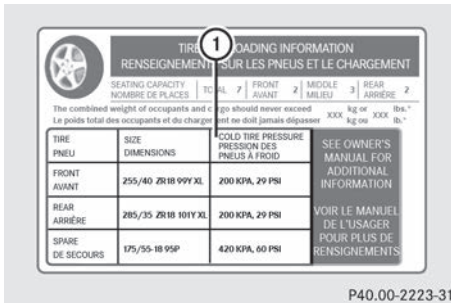 1
TIRE LOADING INFORMATION
RENSEIGNEMENT SUR LES PNEUS ET LE CHARGEMENT
SEATING CAPACITY TOTAL 7 FRONT 2 MIDDLE 3 REAR 2
NOMBRE DE PLACES AVANT MILIEU ARRIÈRE
The combined weight of occupants and cargo should never exceed XXX kg or XXX lbs.*
Le poids total des occupants et du chargement ne doit jamais dépasser kg ou lb.*
TIRE SIZE COLD TIRE PRESSURE
PNEU DIMENSIONS PRESSION DES
PNEUS À FROID
FRONT
AVANT
255/40 ZR18 99Y XL 200 KPA, 29 PSI
REAR
ARRIÈRE
285/35 ZR18 101Y XL 200 KPA, 29 PSI
SPARE
DE SECOURS
175/55-18 95P 420 KPA, 60 PSI
SEE OWNER'S
MANUAL FOR
ADDITIONAL
INFORMATION
VOIR LE MANUEL
DE L'USAGER
POUR PLUS DE
RENSIGNEMENTS
P40.00-2223-31